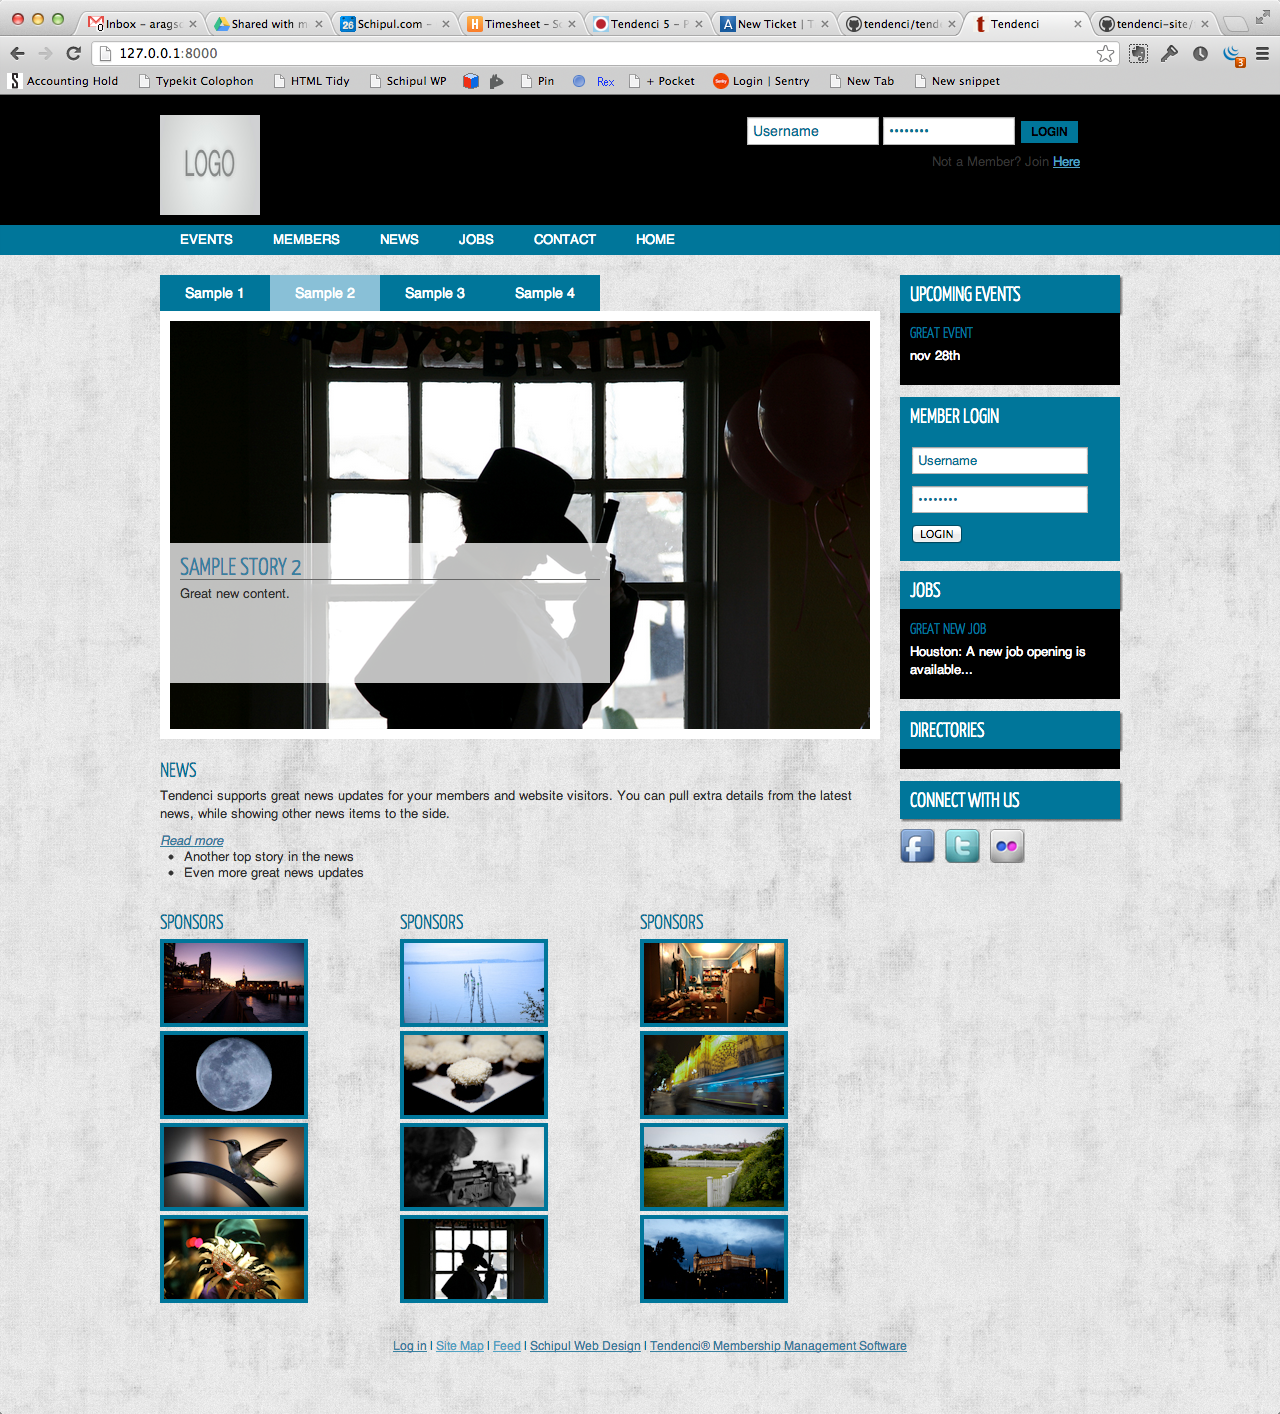 Inbox – arags
Shared with m
26 Schipul.com –
Timesheet – S
Tendenci 5 – P
New Ticket | T
tendenci/tend
Tendenci
tendenci-site/
127.0.0.1:8000
3
Accounting Hold
Typekit Colophon
HTML Tidy
Schipul WP
Pin
Rex
+ Pocket
Login | Sentry
New Tab
New snippet
LOGO
Username
••••••••
LOGIN
Not a Member? Join Here
EVENTS MEMBERS NEWS JOBS CONTACT HOME
Sample 1 Sample 2 Sample 3 Sample 4
HAPPY BIRTHDAY
SAMPLE STORY 2
Great new content.
UPCOMING EVENTS
GREAT EVENT
nov 28th
MEMBER LOGIN
Username
••••••••
LOGIN
JOBS
GREAT NEW JOB
Houston: A new job opening is
available...
DIRECTORIES
CONNECT WITH US
NEWS
Tendenci supports great news updates for your members and website visitors. You can pull extra details from the latest
news, while showing other news items to the side.
Read more
• Another top story in the news
• Even more great news updates
SPONSORS SPONSORS SPONSORS
Log in | Site Map | Feed | Schipul Web Design | Tendenci® Membership Management Software